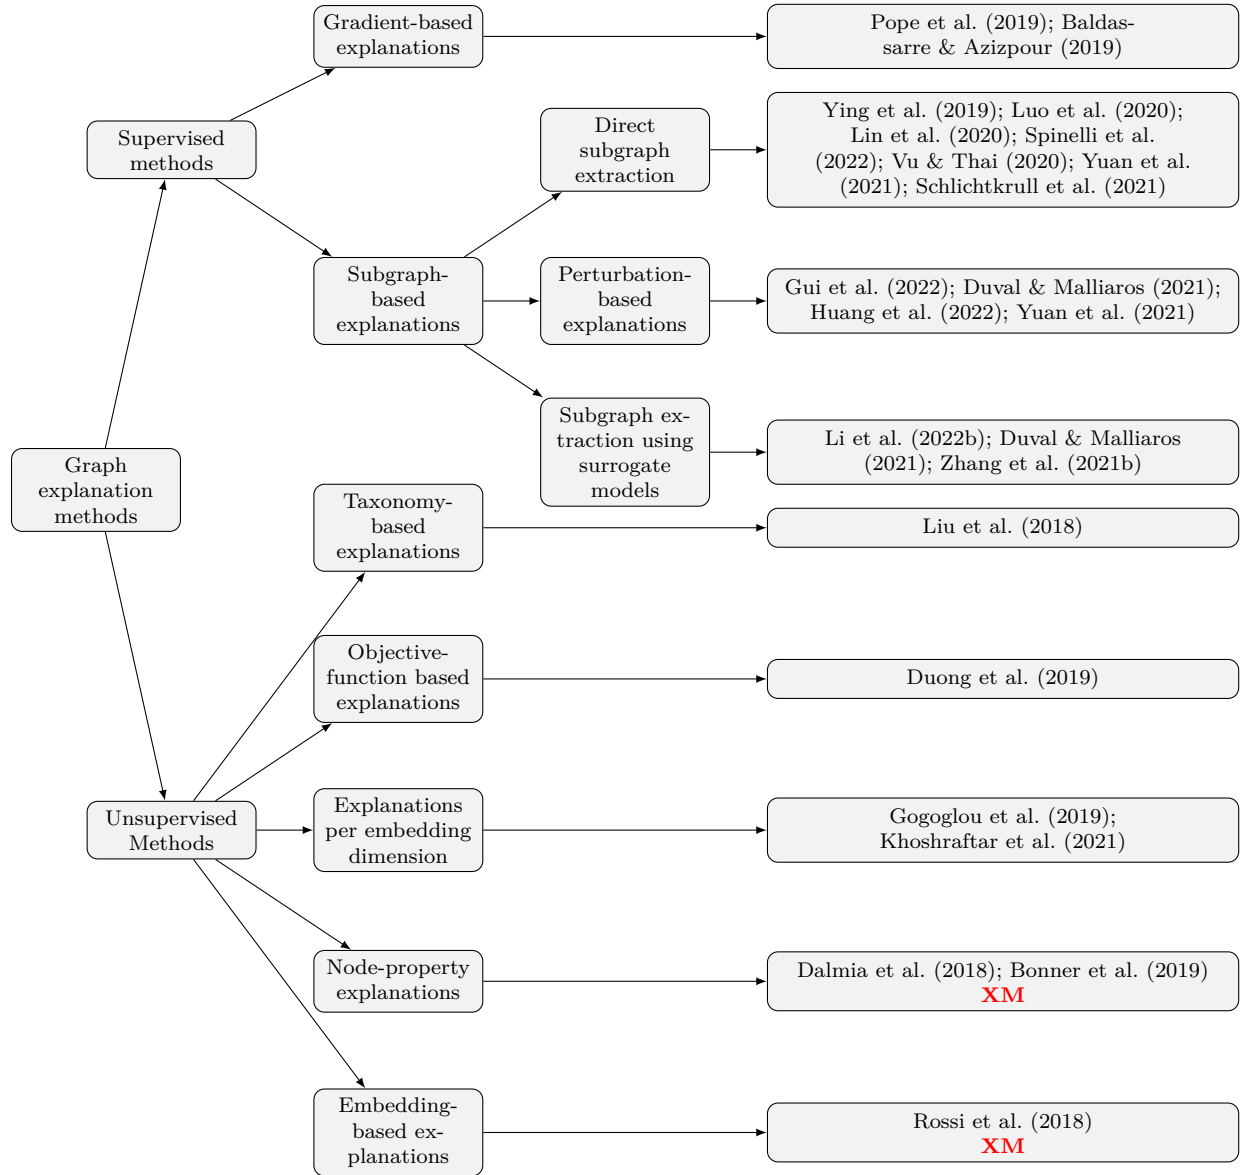 Gradient-based
explanations
Pope et al. (2019); Baldas-
sarre & Azizpour (2019)
Supervised
methods
Direct
subgraph
extraction
Ying et al. (2019); Luo et al. (2020);
Lin et al. (2020); Spinelli et al.
(2022); Vu & Thai (2020); Yuan et al.
(2021); Schlichtkrull et al. (2021)
Subgraph-
based
explanations
Perturbation-
based
explanations
Gui et al. (2022); Duval & Malliaros (2021);
Huang et al. (2022); Yuan et al. (2021)
Subgraph ex-
traction using
surrogate
models
Li et al. (2022b); Duval & Malliaros
(2021); Zhang et al. (2021b)
Graph
explanation
methods
Taxonomy-
based
explanations
Liu et al. (2018)
Objective-
function based
explanations
Duong et al. (2019)
Unsupervised
Methods
Explanations
per embedding
dimension
Gogoglou et al. (2019);
Khoshraftar et al. (2021)
Node-property
explanations
Dalmia et al. (2018); Bonner et al. (2019)
XM
Embedding-
based ex-
planations
Rossi et al. (2018)
XM